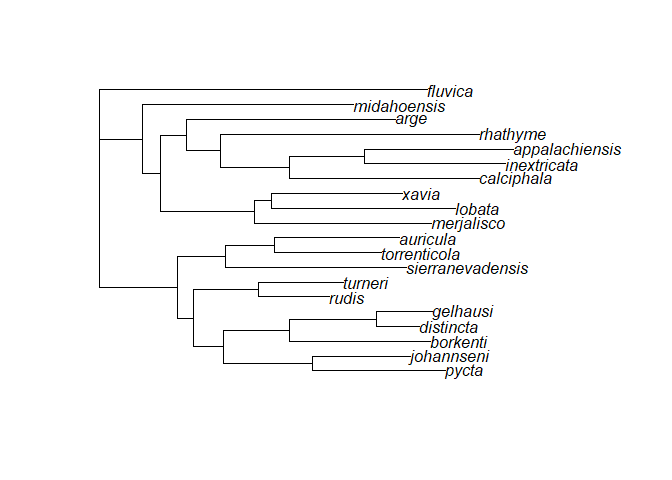 fluvica
midahoensis
arge
rhathyme
appalachiensis
inextricata
calciphala
xavia
lobata
merjalisco
auricula
torrenticola
sierranevadensis
turneri
rudis
gelhausi
distincta
borkenti
johannseni
pycta